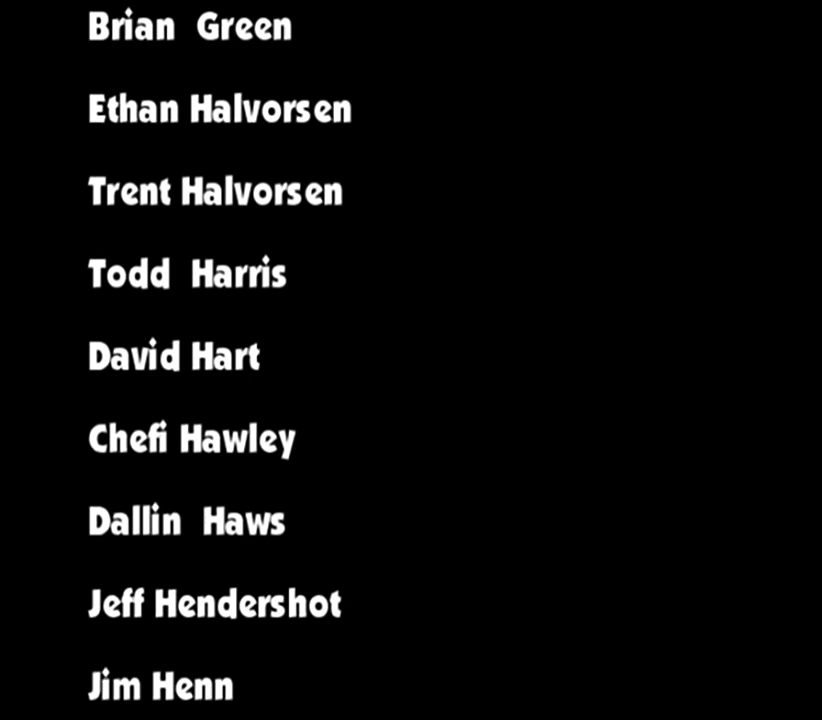 Brian  Green
Ethan Halvorsen
Trent Halvorsen
Todd  Harris
David Hart
Chefi Hawley
Dallin  Haws
Jeff Hendershot
Jim Henn